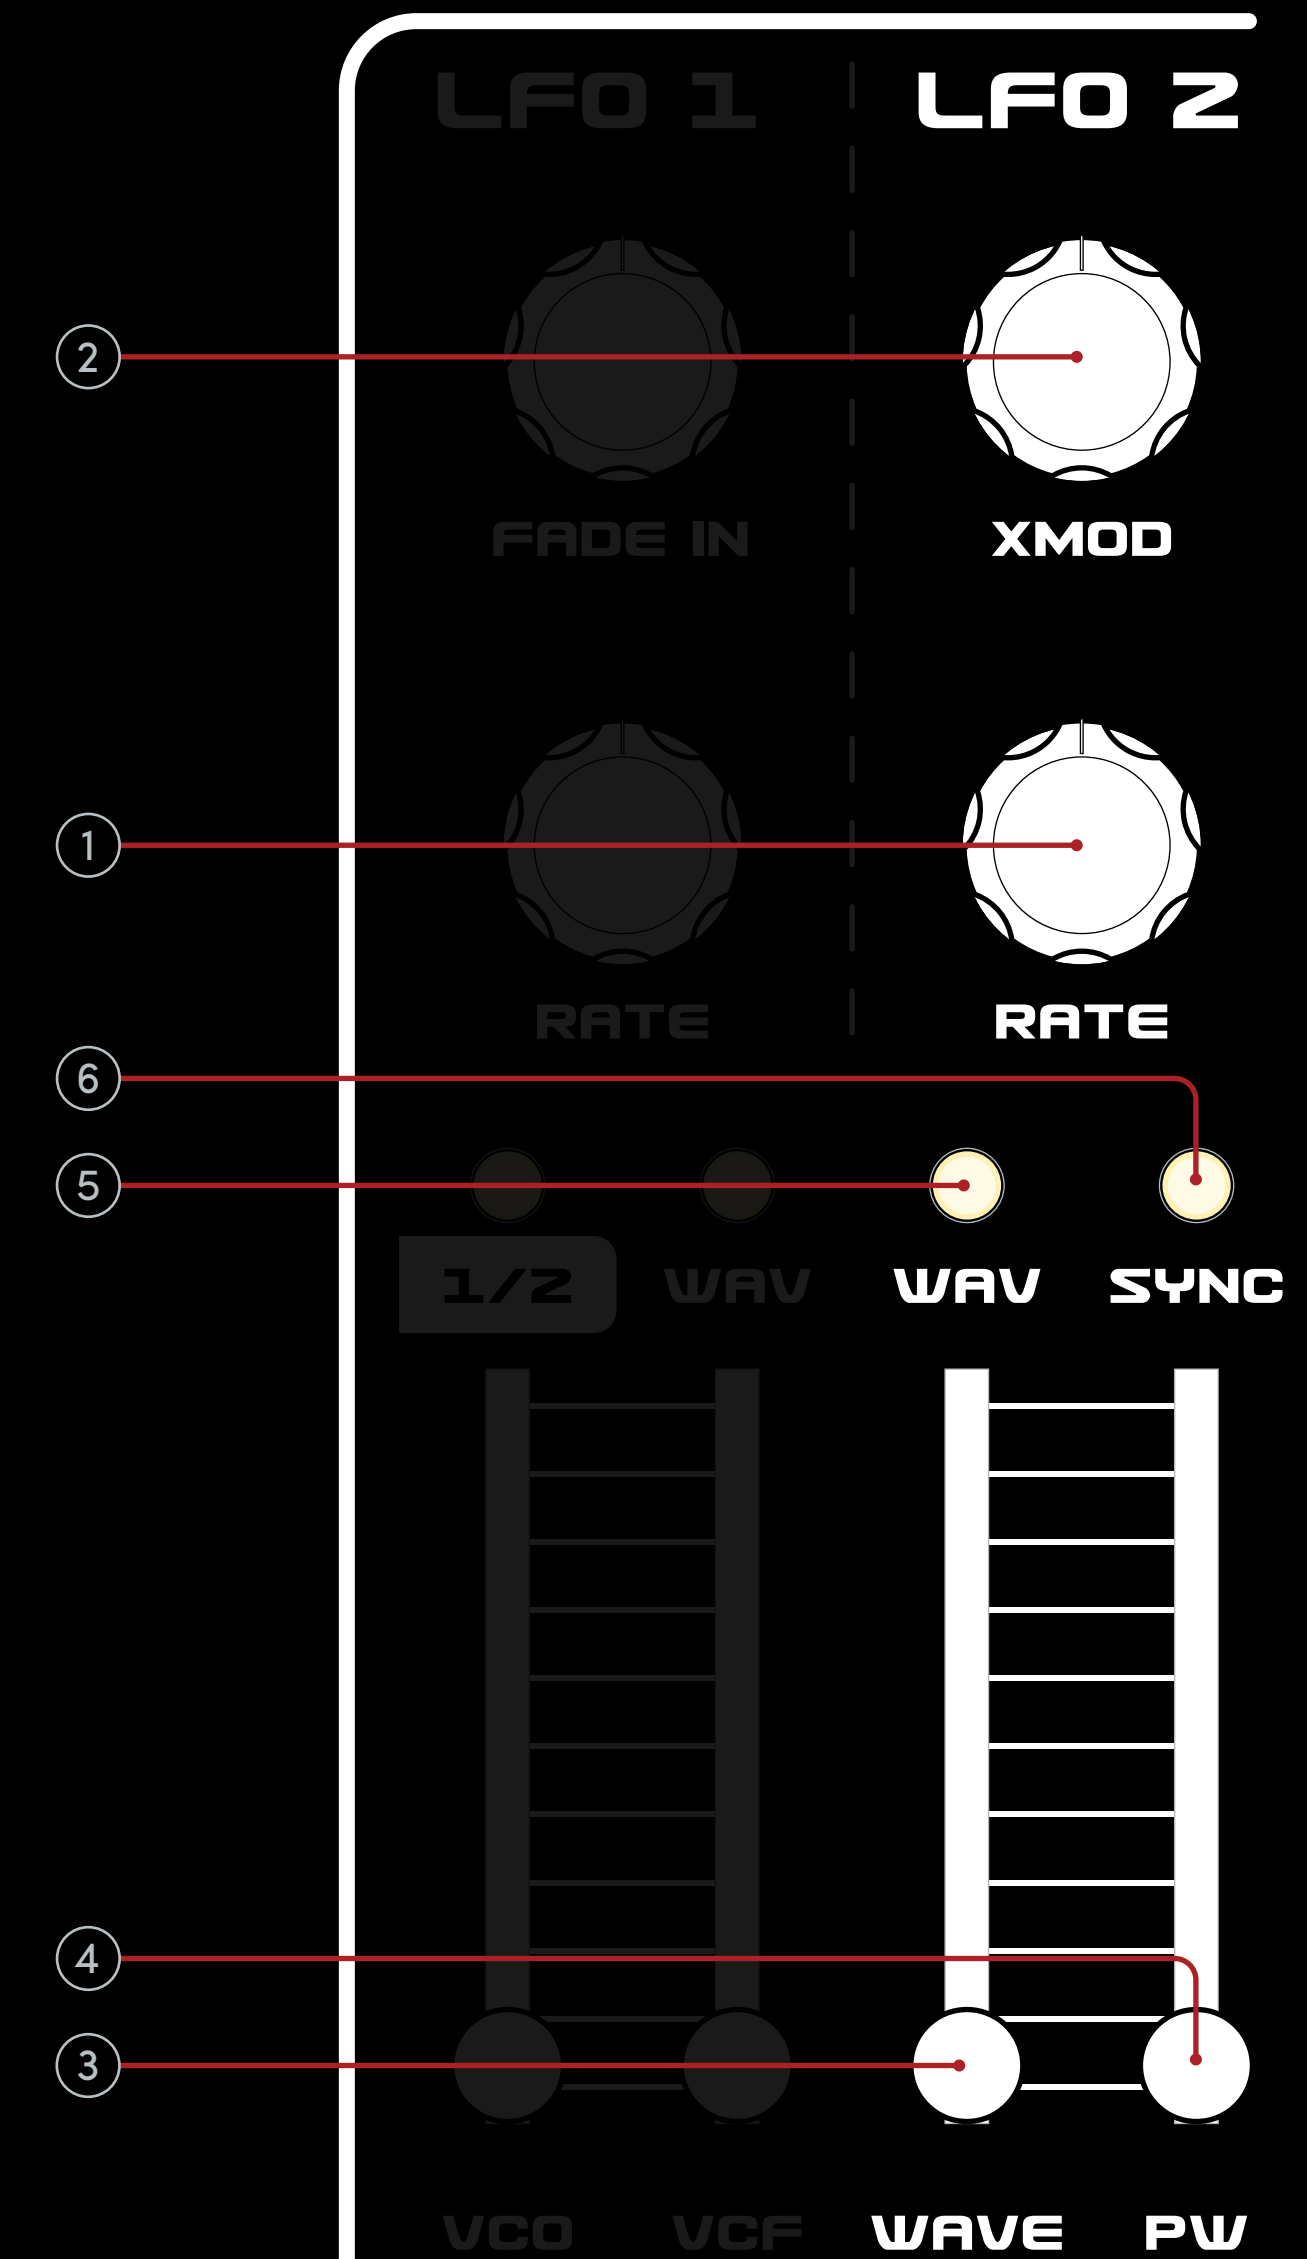 LFO 1 LFO 2
2
FADE IN XMOD
1
RATE RATE
6
5
1/2 WAV WAV SYNC
4
3
VCO VCF WAVE PW